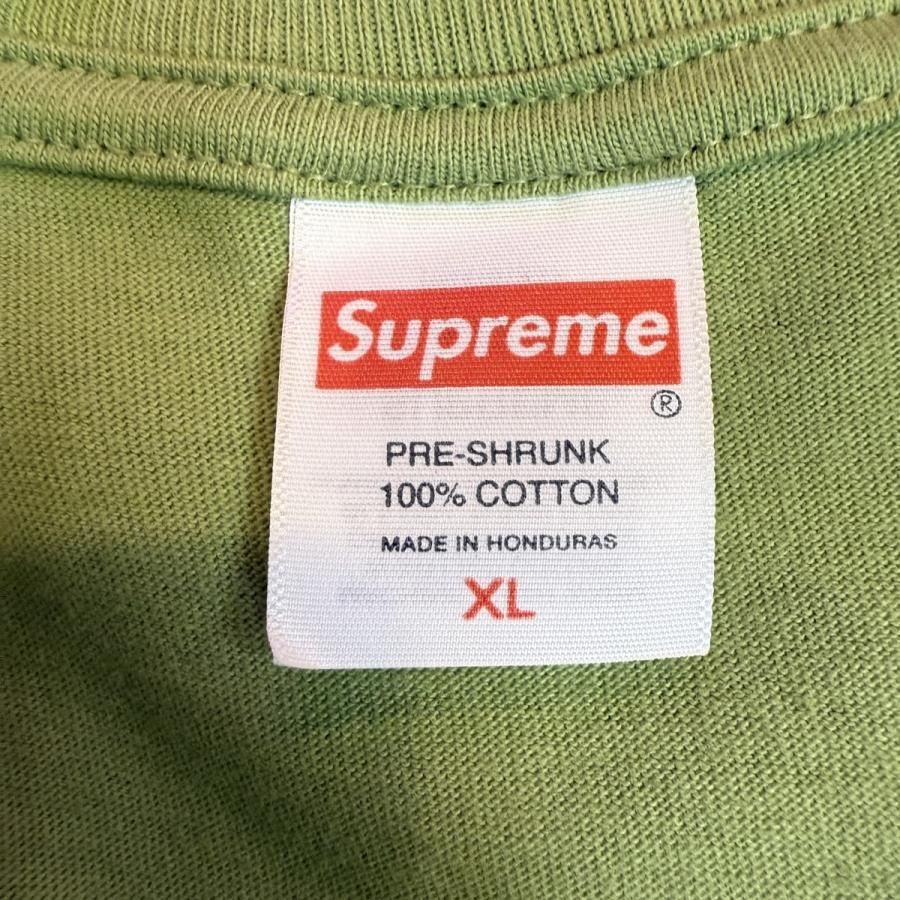 Supreme
®
PRE-SHRUNK
100% COTTON
MADE IN HONDURAS
XL